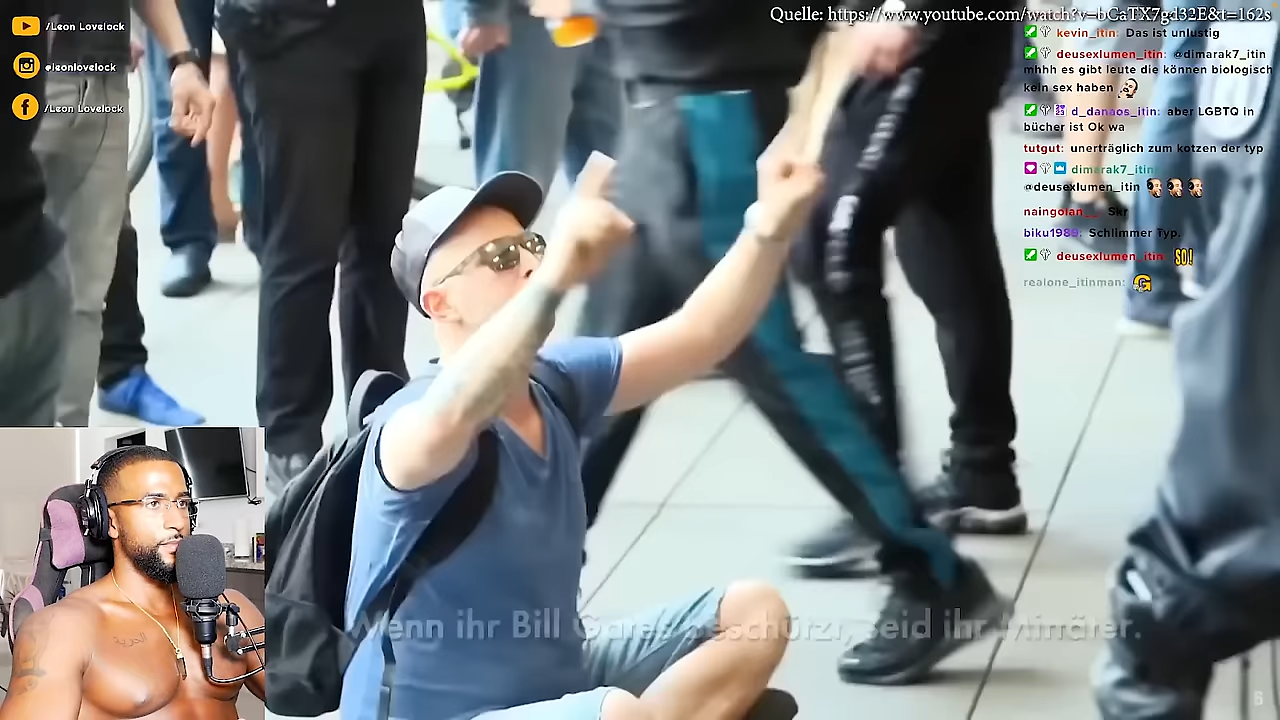 Quelle: https://www.youtube.com/watch?v=bCaTX7gd32E&t=162s
/Leon Lovelock
@leonlovelock
/Leon Lovelock
kevin_itin: Das ist unlustig
deusexlumen_itin: @dimarak7_itin
mhhh es gibt leute die können biologisch
kein sex haben
d_danaos_itin: aber LGBTQ in
bücher ist Ok wa
tutgut: unerträglich zum kotzen der typ
dimarak7_itin:
@deusexlumen_itin
naingolan__: Skr
biku1989: Schlimmer Typ.
deusexlumen_itin: SO!
realone_itinman: G
Wenn ihr Bill Gates beschürzt, seid ihr Mittäter.